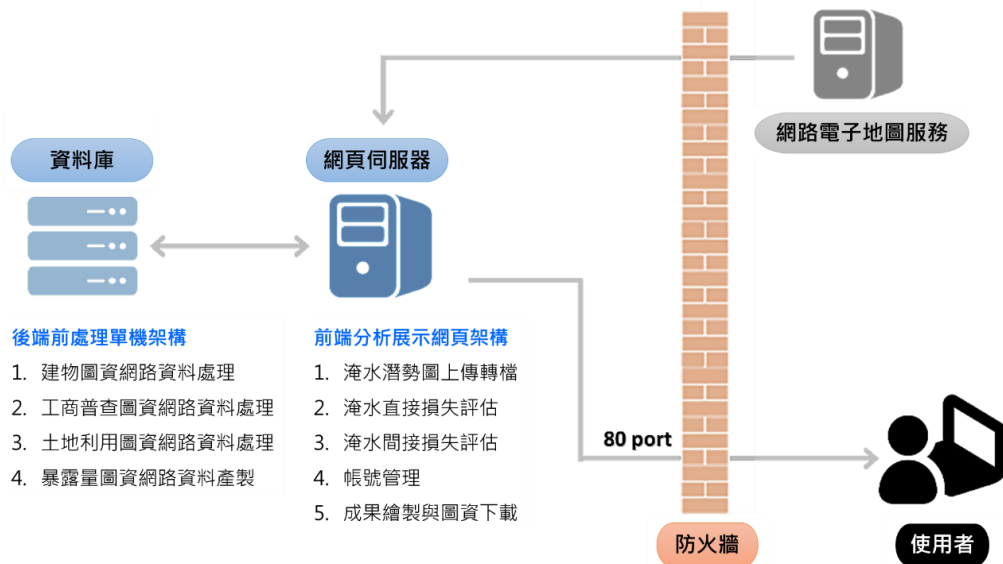 網路電子地圖服務
資料庫
網頁伺服器
後端前處理單機架構
1. 建物圖資網路資料處理
2. 工商普查圖資網路資料處理
3. 土地利用圖資網路資料處理
4. 暴露量圖資網路資料產製
前端分析展示網頁架構
1. 淹水潛勢圖上傳轉檔
2. 淹水直接損失評估
3. 淹水間接損失評估
4. 帳號管理
5. 成果繪製與圖資下載
80 port
防火牆
使用者